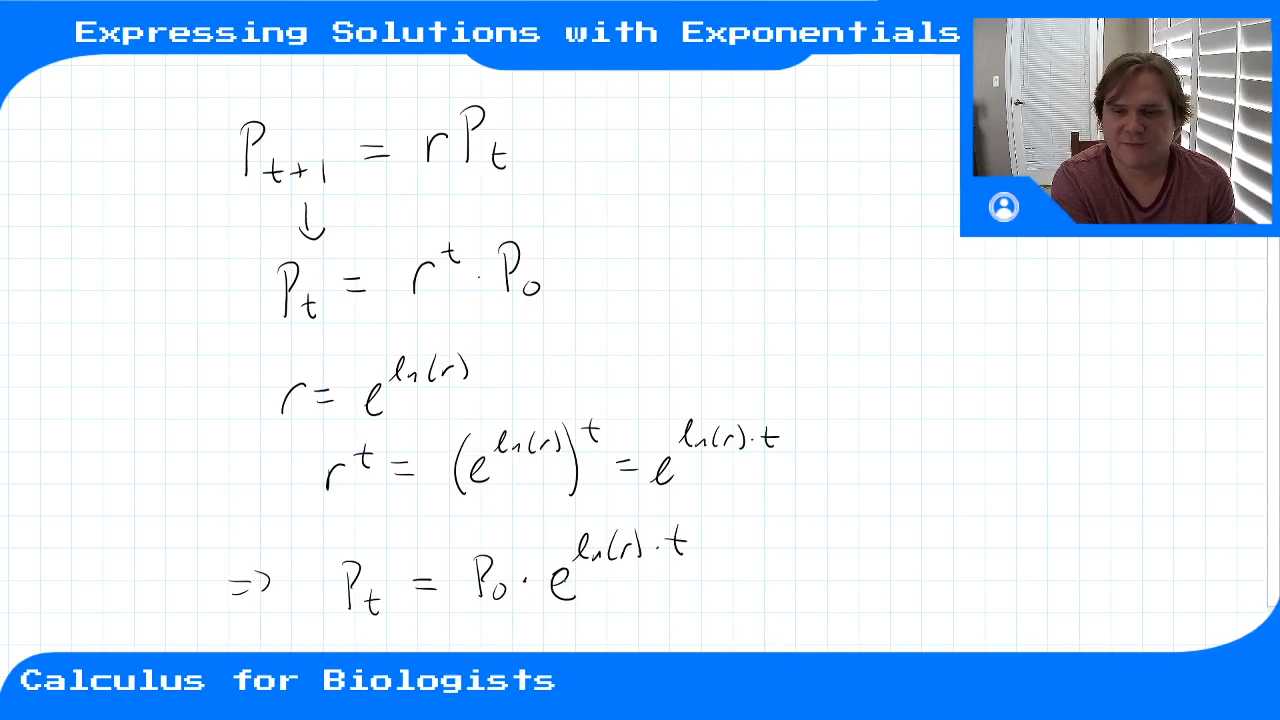 Expressing Solutions with Exponentials
P_{t+1} = rP_t
↓
P_t = r^t · P_0
r = e^{ln(r)}
r^t = (e^{ln(r)})^t = e^{ln(r)·t}
=> P_t = P_0 · e^{ln(r)·t}
Calculus for Biologists